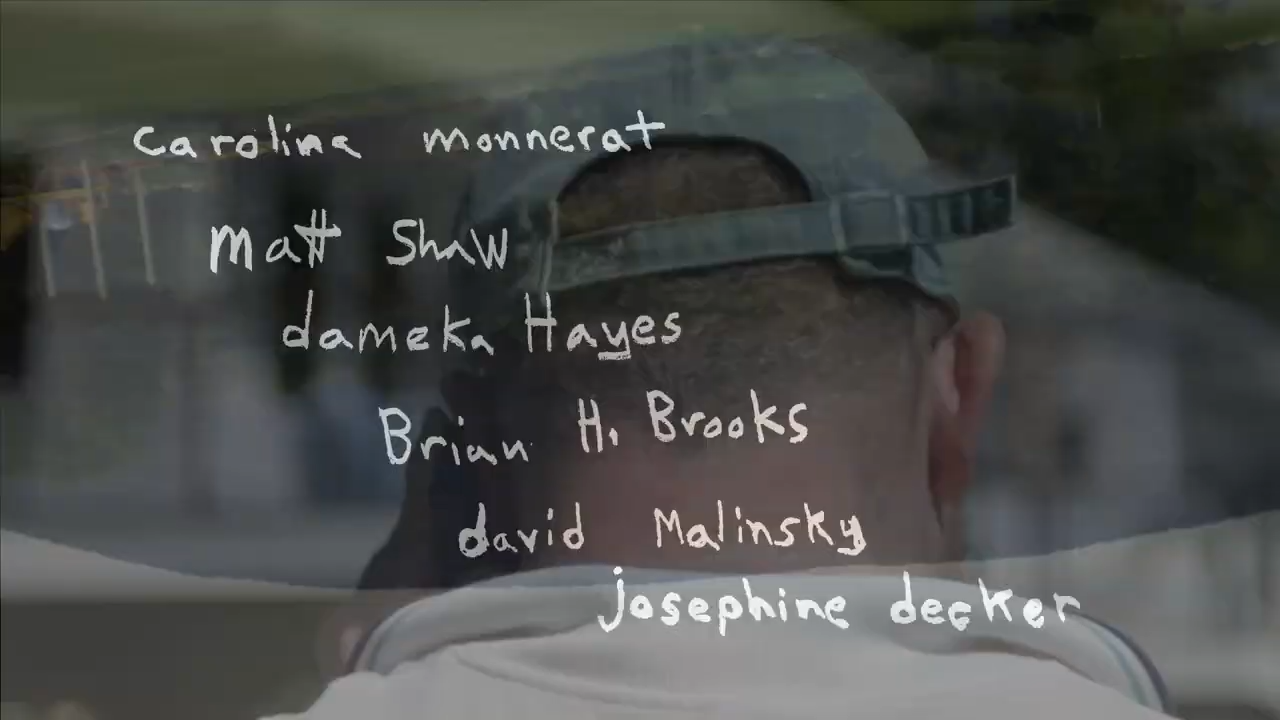 carolina monnerat
Matt Shaw
dameka Hayes
Brian H. Brooks
david Malinsky
josephine decker